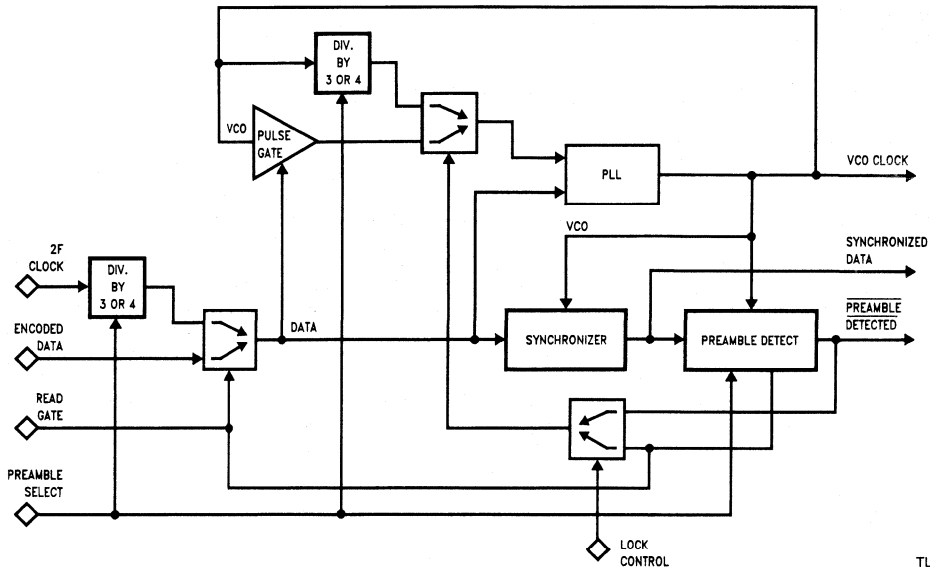 DIV.
BY
3 OR 4
VCO
PULSE
GATE
PLL
VCO CLOCK
VCO
2F
CLOCK
DIV.
BY
3 OR 4
SYNCHRONIZED
DATA
ENCODED
DATA
DATA
SYNCHRONIZER
PREAMBLE DETECT
PREAMBLE
DETECTED
READ
GATE
PREAMBLE
SELECT
LOCK
CONTROL
TL